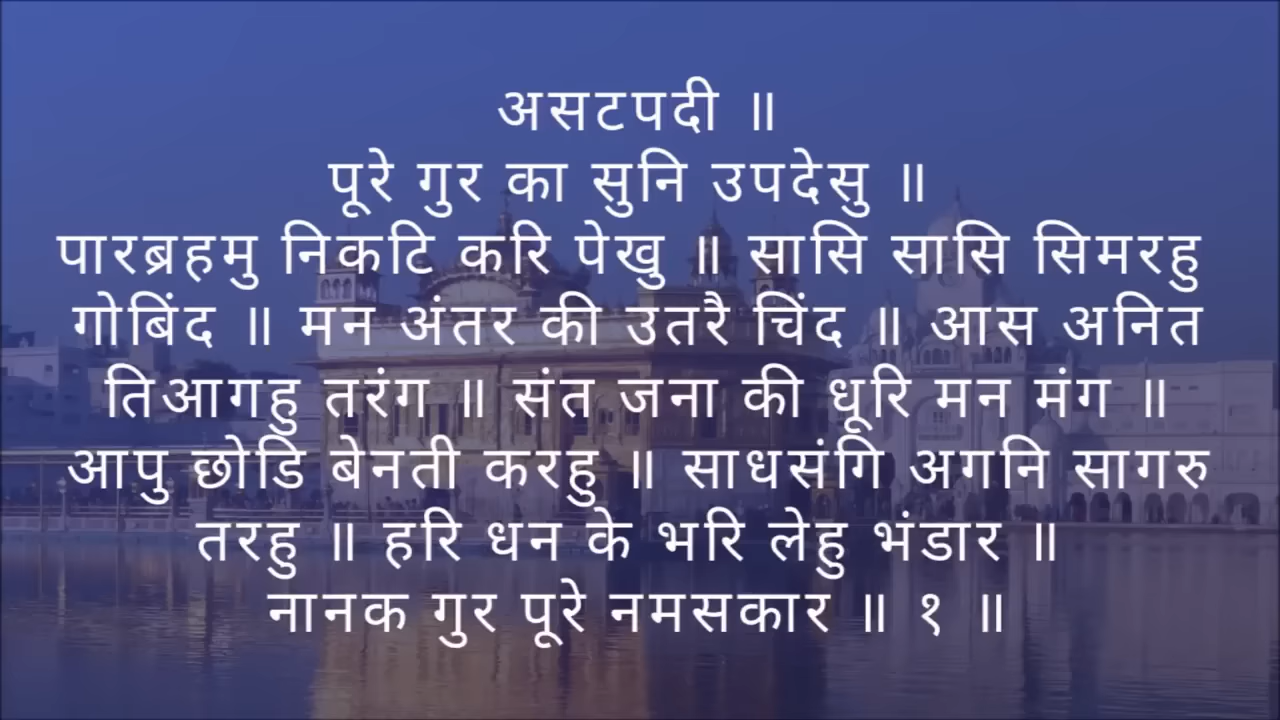 असटपदी ॥
पूरे गुर का सुनि उपदेसु ॥
पारब्रहमु निकटि करि पेखु ॥ सासि सासि सिमरहु
गोबिंद ॥ मन अंतर की उतरै चिंद ॥ आस अनित
तिआगहु तरंग ॥ संत जना की धूरि मन मंग ॥
आपु छोडि बेनती करहु ॥ साधसंगि अगनि सागरु
तरहु ॥ हरि धन के भरि लेहु भंडार ॥
नानक गुर पूरे नमसकार ॥ १ ॥